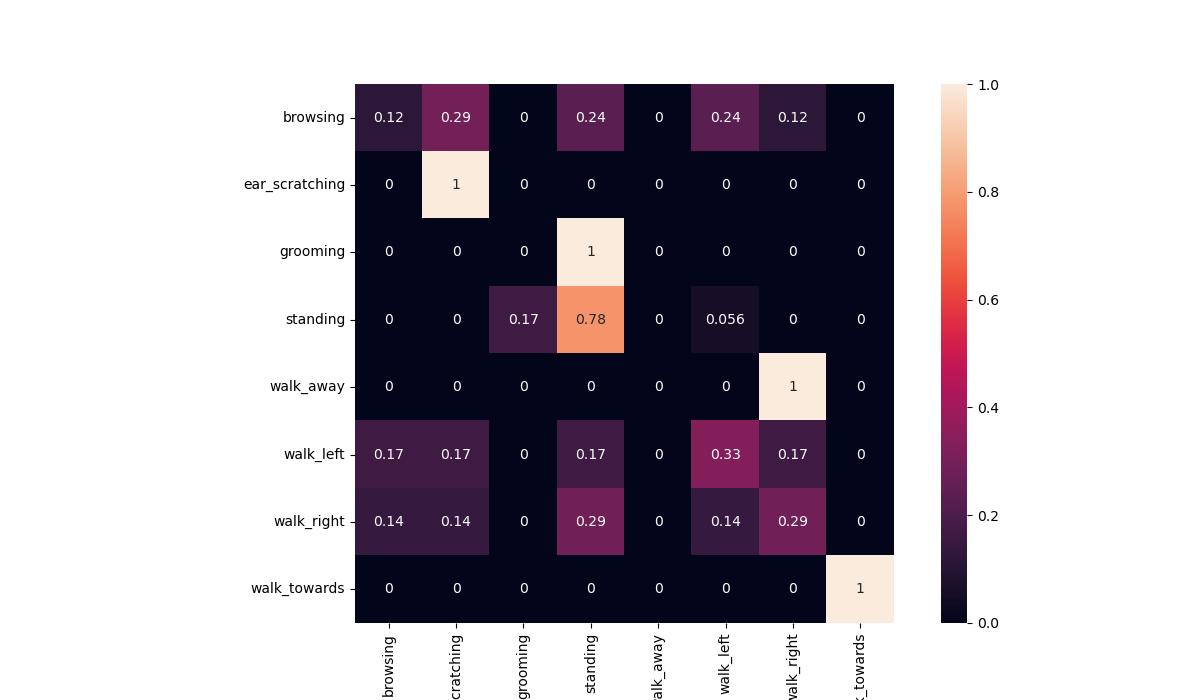 browsing 0.12 0.29 0 0.24 0 0.24 0.12 0
ear_scratching 0 1 0 0 0 0 0 0
grooming 0 0 0 1 0 0 0 0
standing 0 0 0.17 0.78 0 0.056 0 0
walk_away 0 0 0 0 0 0 1 0
walk_left 0.17 0.17 0 0.17 0 0.33 0.17 0
walk_right 0.14 0.14 0 0.29 0 0.14 0.29 0
walk_towards 0 0 0 0 0 0 0 1
browsing
cratching
grooming
standing
alk_away
walk_left
walk_right
k_towards
1.0
0.8
0.6
0.4
0.2
0.0